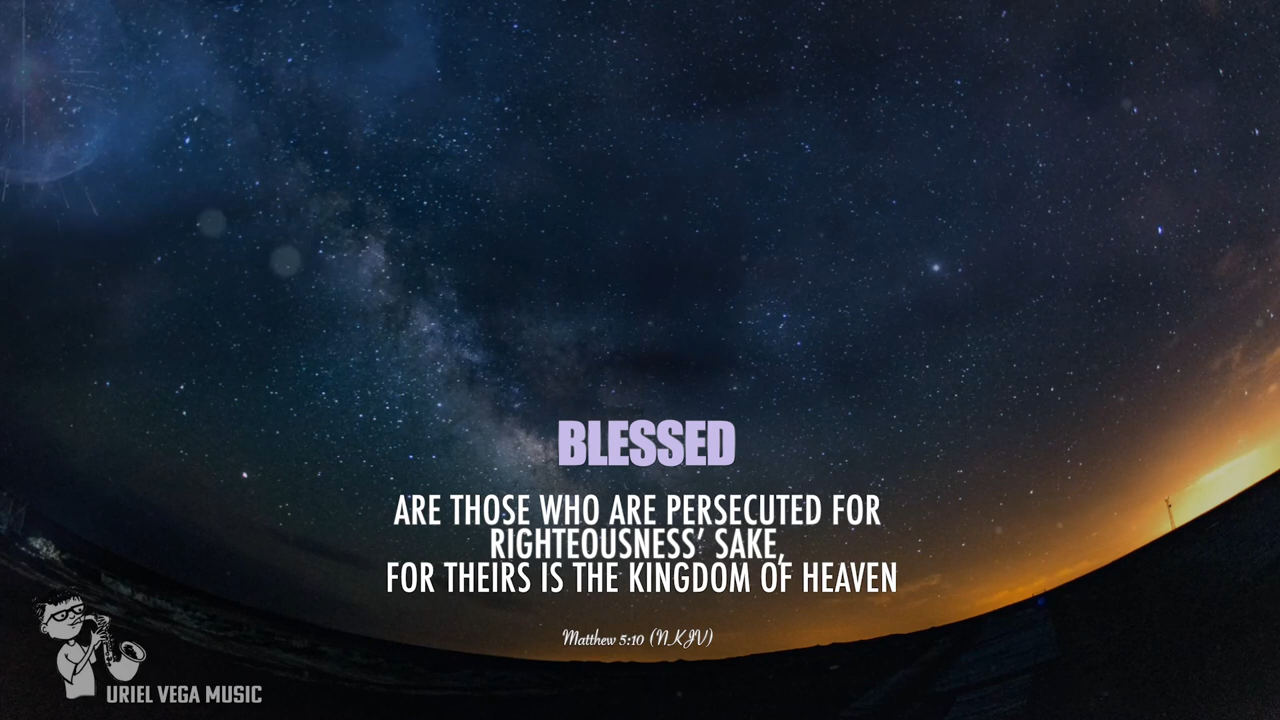 BLESSED
ARE THOSE WHO ARE PERSECUTED FOR
RIGHTEOUSNESS’ SAKE,
FOR THEIRS IS THE KINGDOM OF HEAVEN
Matthew 5:10 (NKJV)
URIEL VEGA MUSIC